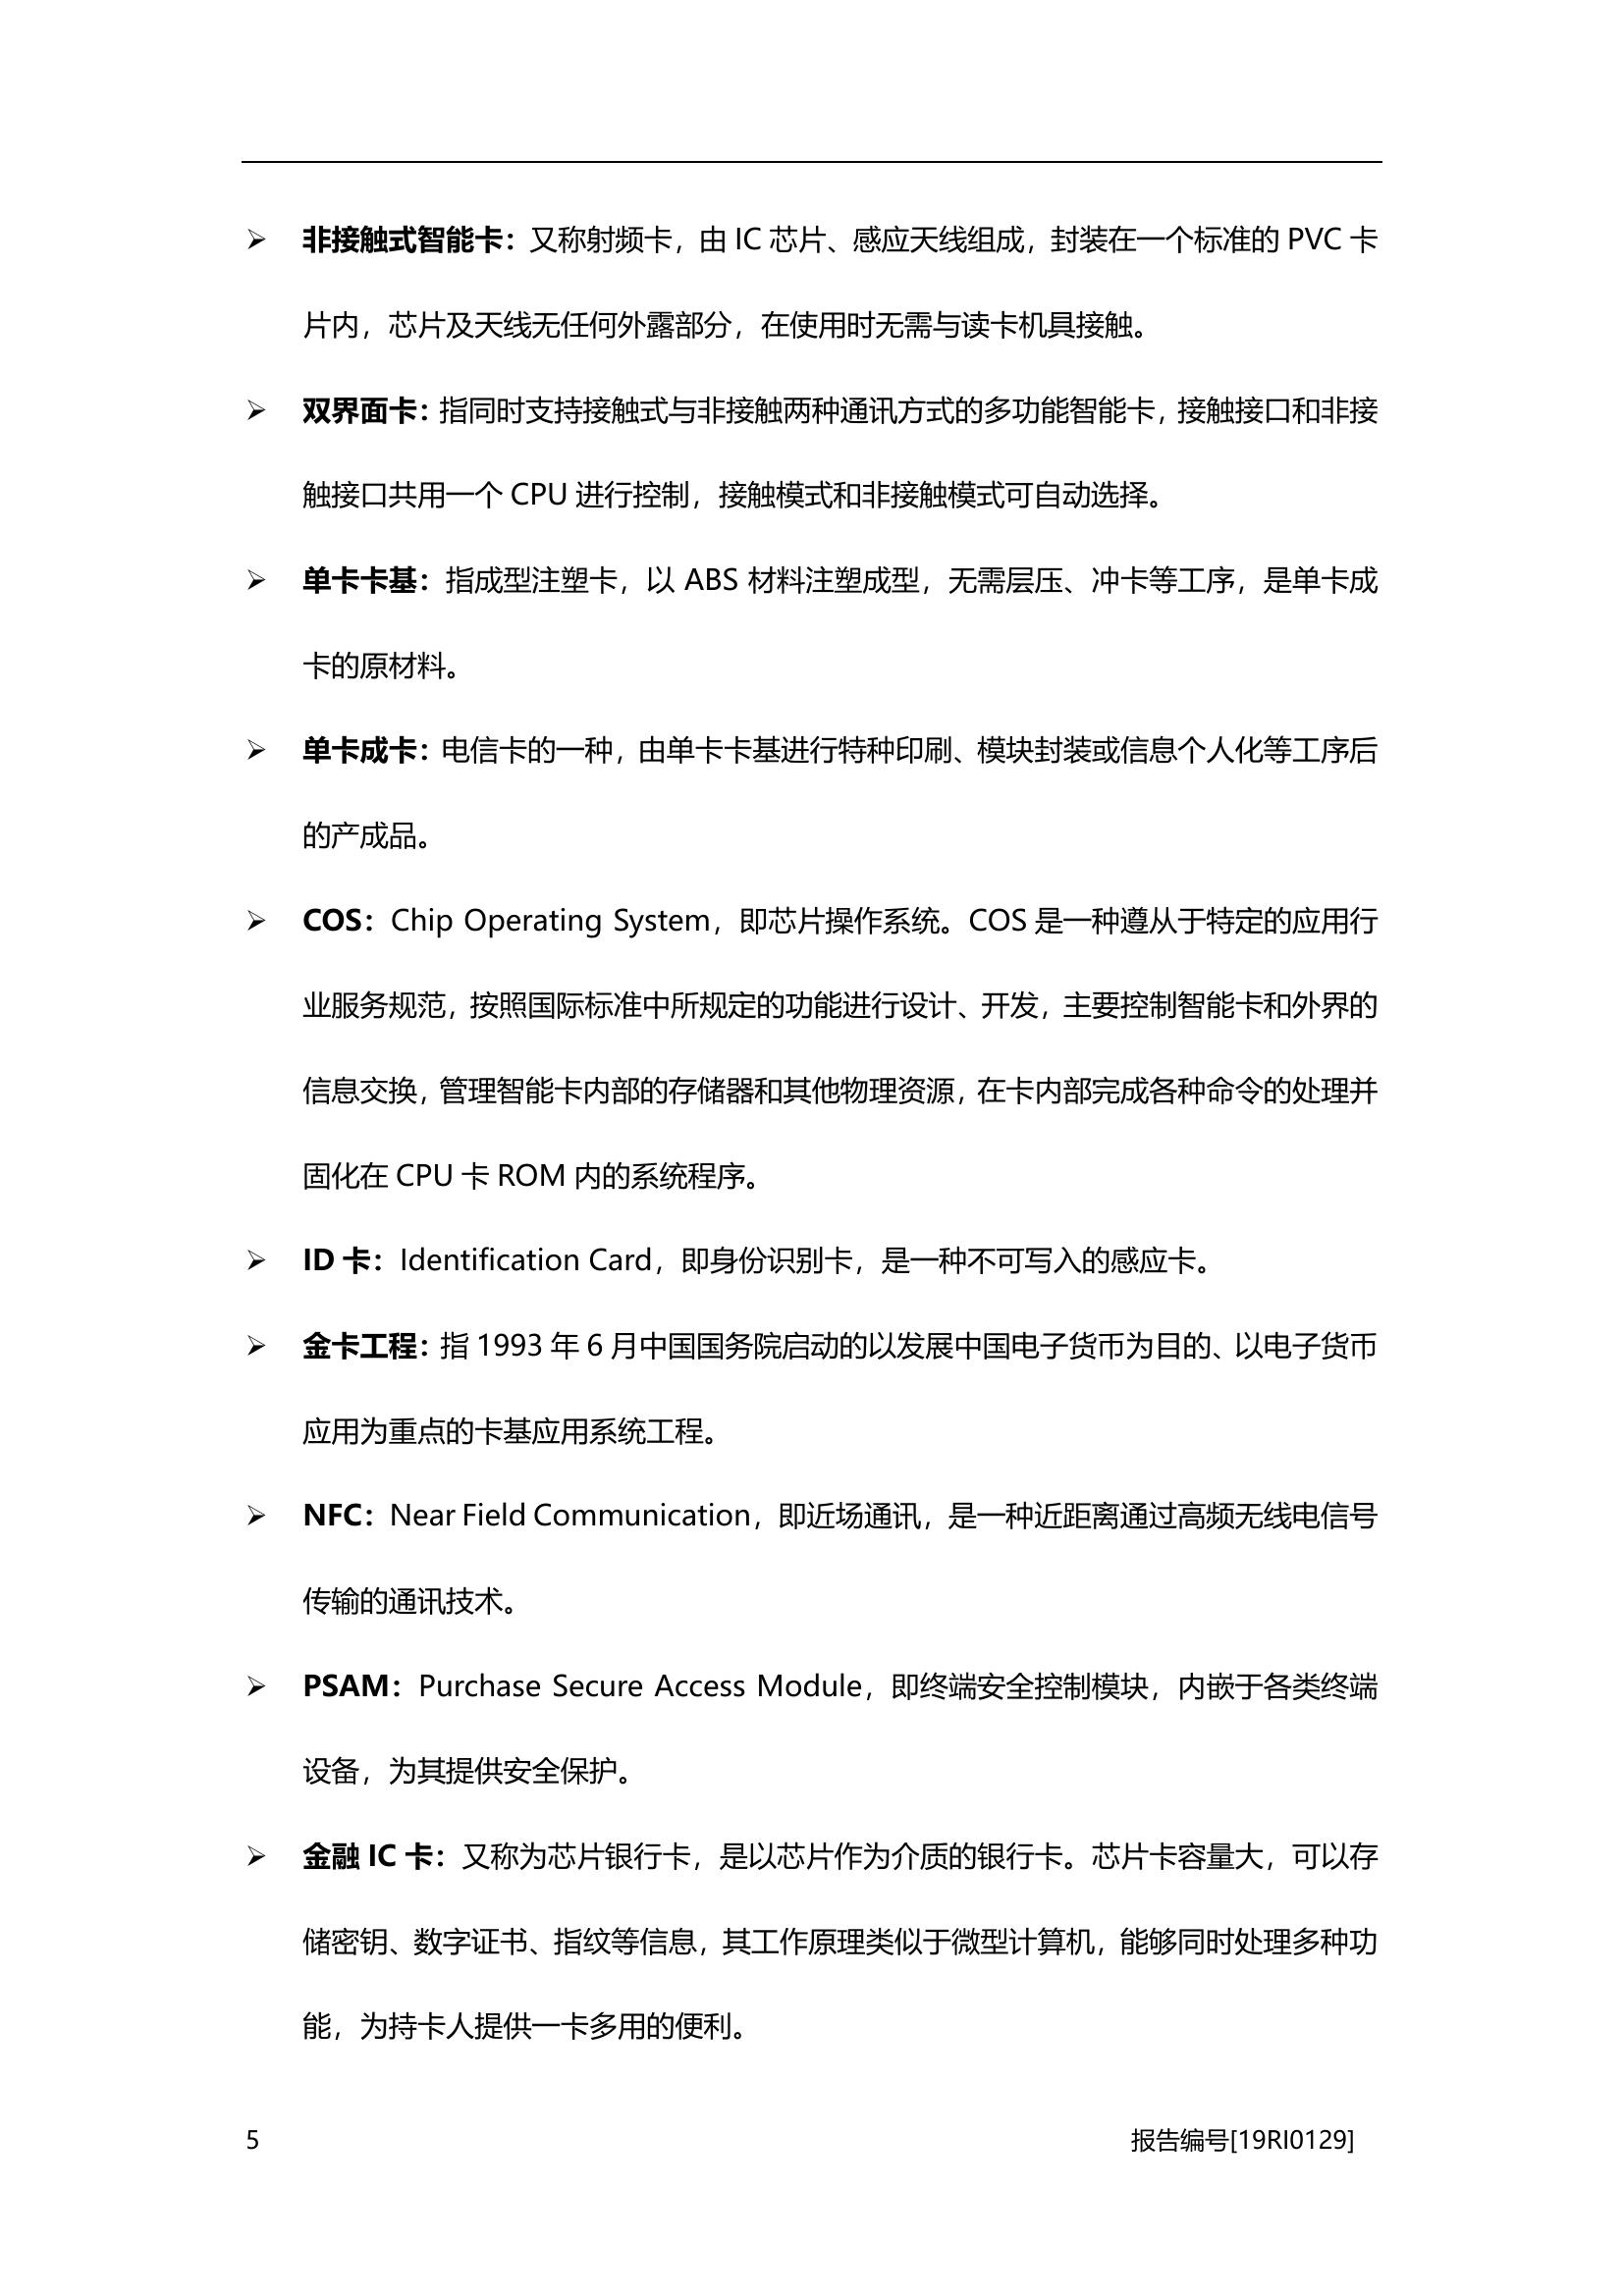 ➢ 非接触式智能卡：又称射频卡，由 IC 芯片、感应天线组成，封装在一个标准的 PVC 卡
片内，芯片及天线无任何外露部分，在使用时无需与读卡机具接触。
➢ 双界面卡：指同时支持接触式与非接触两种通讯方式的多功能智能卡，接触接口和非接
触接口共用一个 CPU 进行控制，接触模式和非接触模式可自动选择。
➢ 单卡卡基：指成型注塑卡，以 ABS 材料注塑成型，无需层压、冲卡等工序，是单卡成
卡的原材料。
➢ 单卡成卡：电信卡的一种，由单卡卡基进行特种印刷、模块封装或信息个人化等工序后
的产成品。
➢ COS：Chip Operating System，即芯片操作系统。COS 是一种遵从于特定的应用行
业服务规范，按照国际标准中所规定的功能进行设计、开发，主要控制智能卡和外界的
信息交换，管理智能卡内部的存储器和其他物理资源，在卡内部完成各种命令的处理并
固化在 CPU 卡 ROM 内的系统程序。
➢ ID 卡：Identification Card，即身份识别卡，是一种不可写入的感应卡。
➢ 金卡工程：指 1993 年 6 月中国国务院启动的以发展中国电子货币为目的、以电子货币
应用为重点的卡基应用系统工程。
➢ NFC：Near Field Communication，即近场通讯，是一种近距离通过高频无线电信号
传输的通讯技术。
➢ PSAM：Purchase Secure Access Module，即终端安全控制模块，内嵌于各类终端
设备，为其提供安全保护。
➢ 金融 IC 卡：又称为芯片银行卡，是以芯片作为介质的银行卡。芯片卡容量大，可以存
储密钥、数字证书、指纹等信息，其工作原理类似于微型计算机，能够同时处理多种功
能，为持卡人提供一卡多用的便利。
5 报告编号[19RI0129]